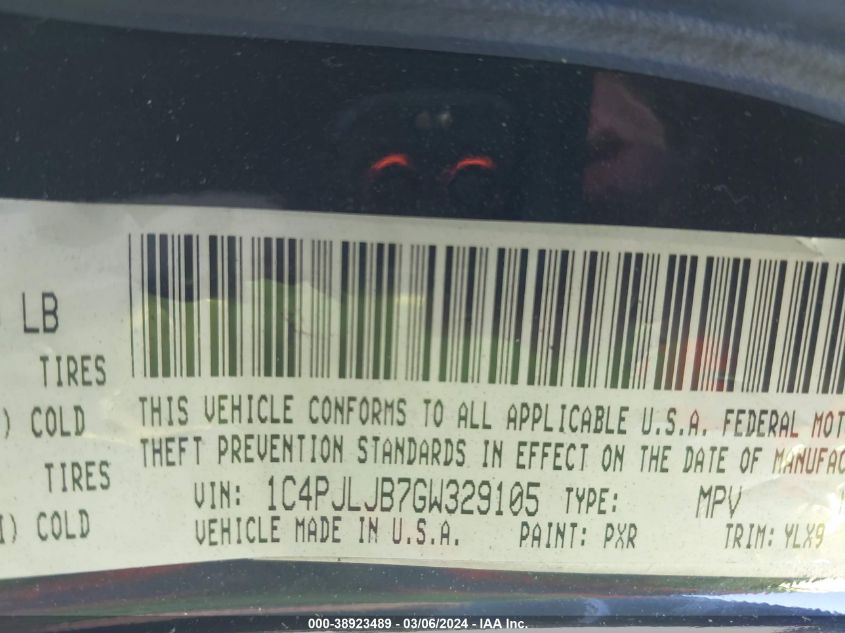 LB
TIRES
) COLD
TIRES
I) COLD
THIS VEHICLE CONFORMS TO ALL APPLICABLE U.S.A. FEDERAL MOT
THEFT PREVENTION STANDARDS IN EFFECT ON THE DATE OF MANUFAC
VIN: 1C4PJLJB7GW329105 TYPE: MPV
VEHICLE MADE IN U.S.A. PAINT: PXR TRIM: YLX9
000-38923489 - 03/06/2024 - IAA Inc.